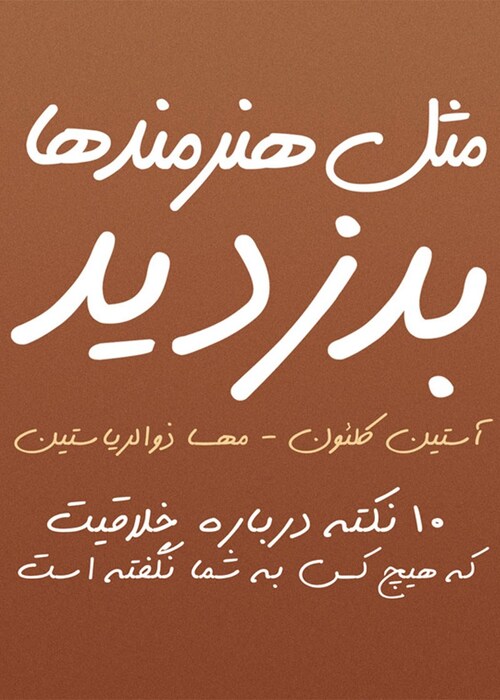 مثل هنرمندها
بدزدید
آستین کلئون - مهسا ذوالریاستین
۱۰ نکته درباره خلاقیت
که هیچ کس به شما نگفته است